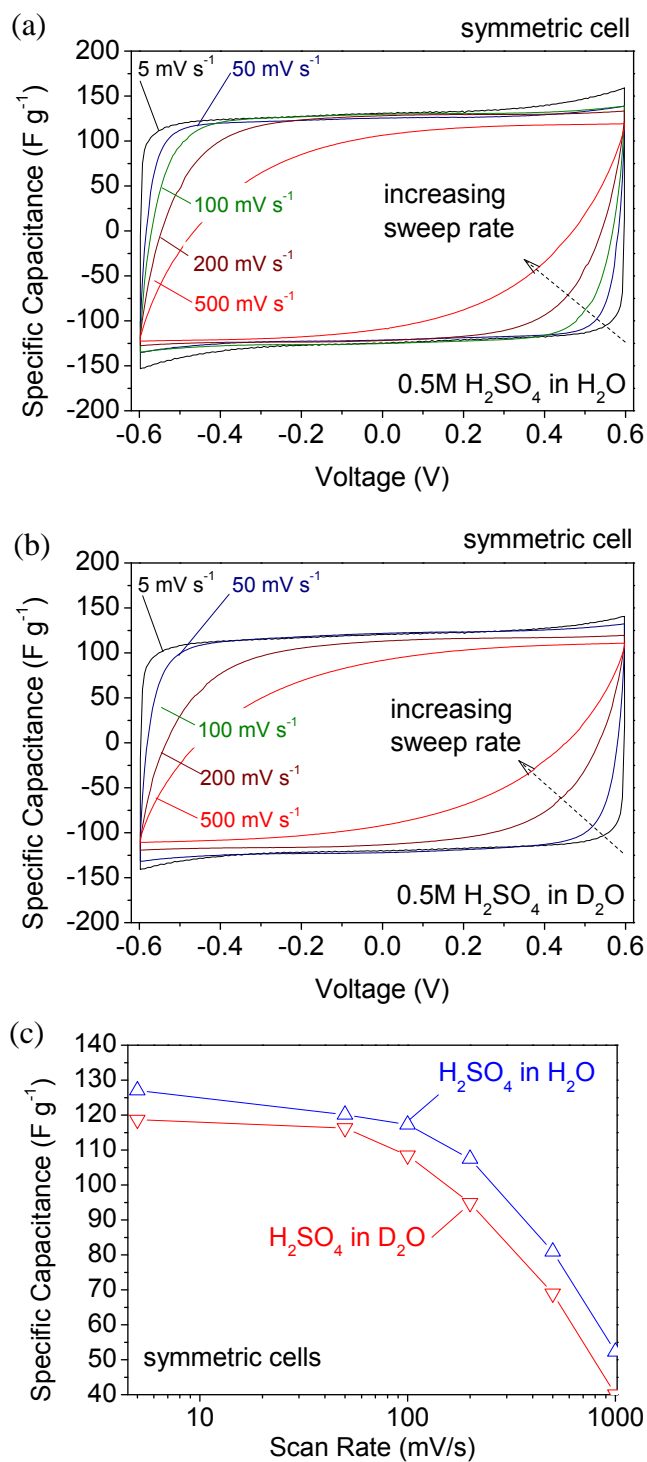 (a)
symmetric cell
200
150
100
50
0
-50
-100
-150
-200
Specific Capacitance (F g⁻¹)
5 mV s⁻¹
50 mV s⁻¹
100 mV s⁻¹
200 mV s⁻¹
500 mV s⁻¹
increasing
sweep rate
0.5M H₂SO₄ in H₂O
-0.6 -0.4 -0.2 0.0 0.2 0.4 0.6
Voltage (V)
(b)
symmetric cell
200
150
100
50
0
-50
-100
-150
-200
Specific Capacitance (F g⁻¹)
5 mV s⁻¹
50 mV s⁻¹
100 mV s⁻¹
200 mV s⁻¹
500 mV s⁻¹
increasing
sweep rate
0.5M H₂SO₄ in D₂O
-0.6 -0.4 -0.2 0.0 0.2 0.4 0.6
Voltage (V)
(c)
140
130
120
110
100
90
80
70
60
50
40
Specific Capacitance (F g⁻¹)
H₂SO₄ in H₂O
H₂SO₄ in D₂O
symmetric cells
10 100 1000
Scan Rate (mV/s)